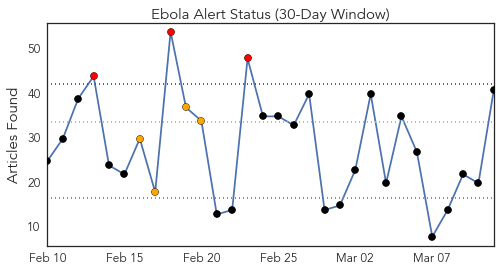 Ebola Alert Status (30-Day Window)
Articles Found
50
40
30
20
10
Feb 10 Feb 15 Feb 20 Feb 25 Mar 02 Mar 07